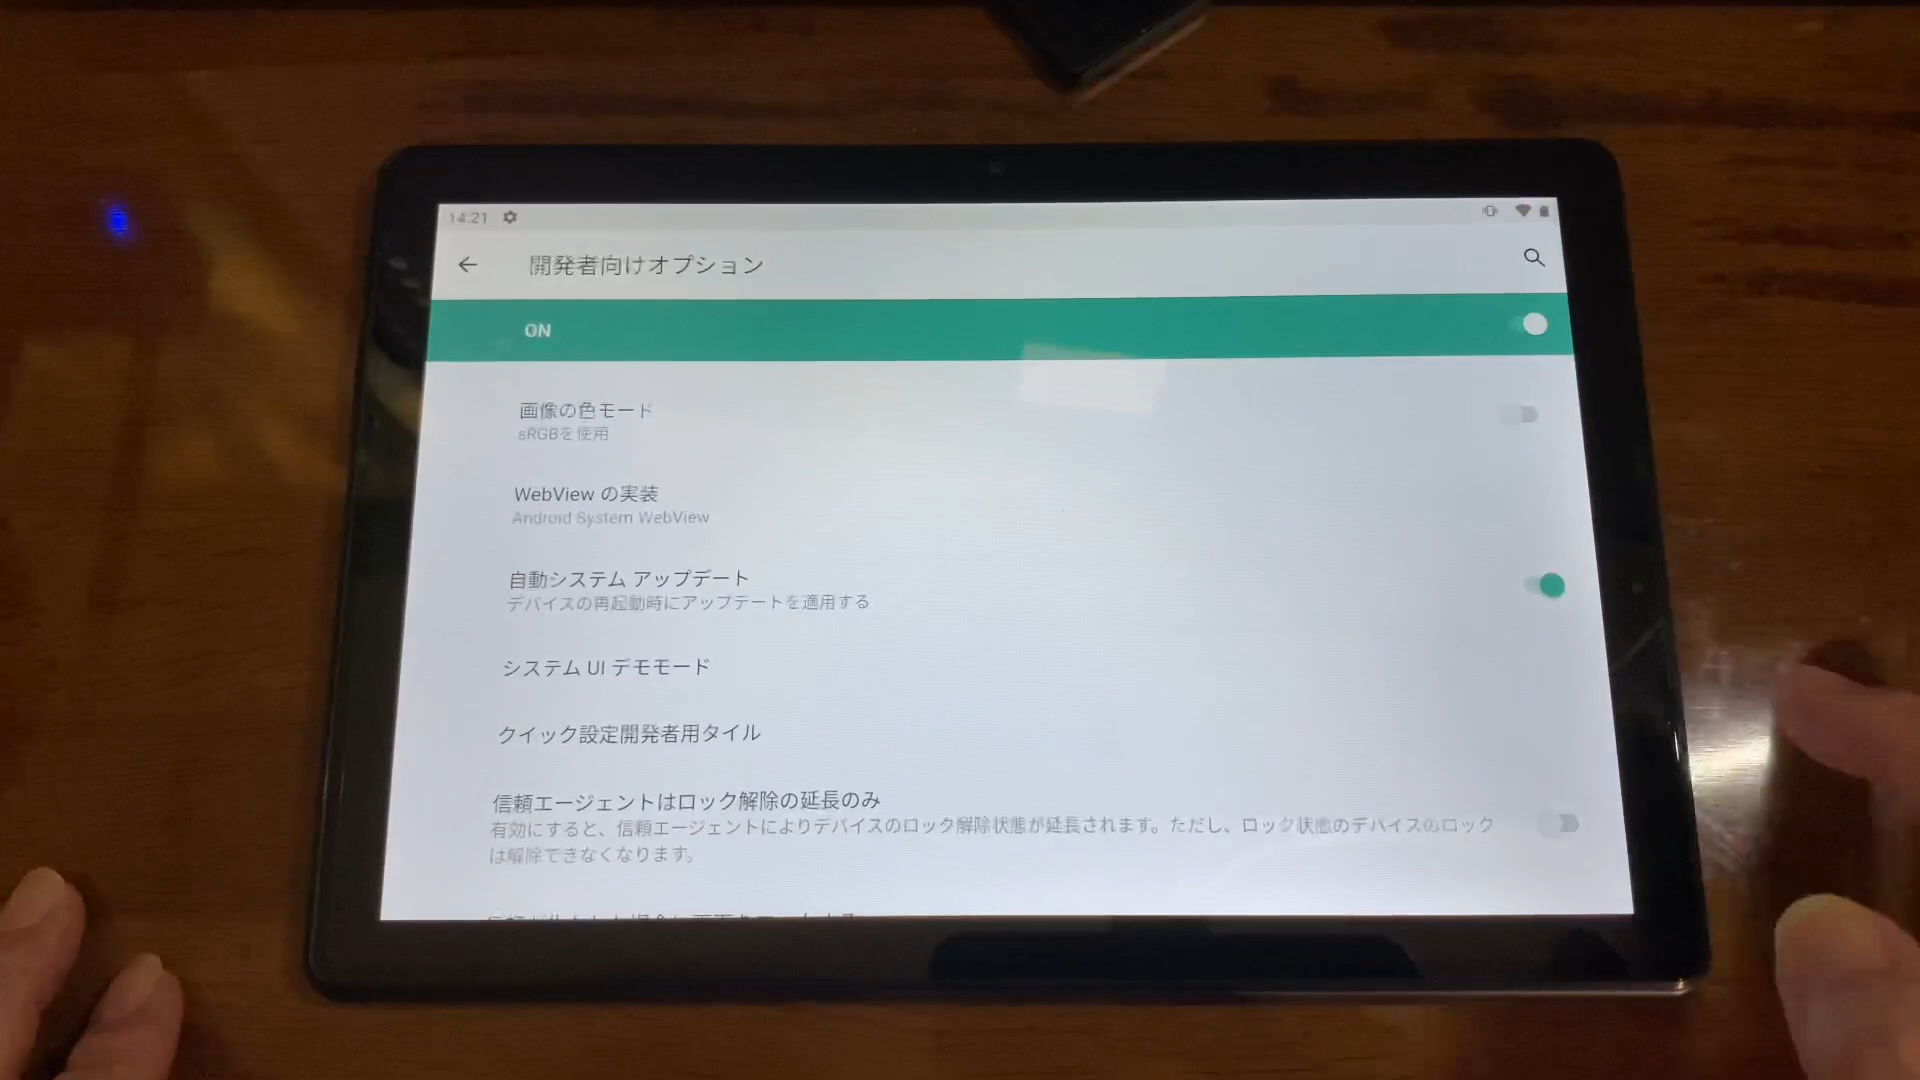 14:21
開発者向けオプション
ON
画像の色モード
sRGBを使用
WebView の実装
Android System WebView
自動システム アップデート
デバイスの再起動時にアップデートを適用する
システム UI デモモード
クイック設定開発者用タイル
信頼エージェントはロック解除の延長のみ
有効にすると、信頼エージェントによりデバイスのロック解除状態が延長されます。ただし、ロック状態のデバイスのロック
は解除できなくなります。